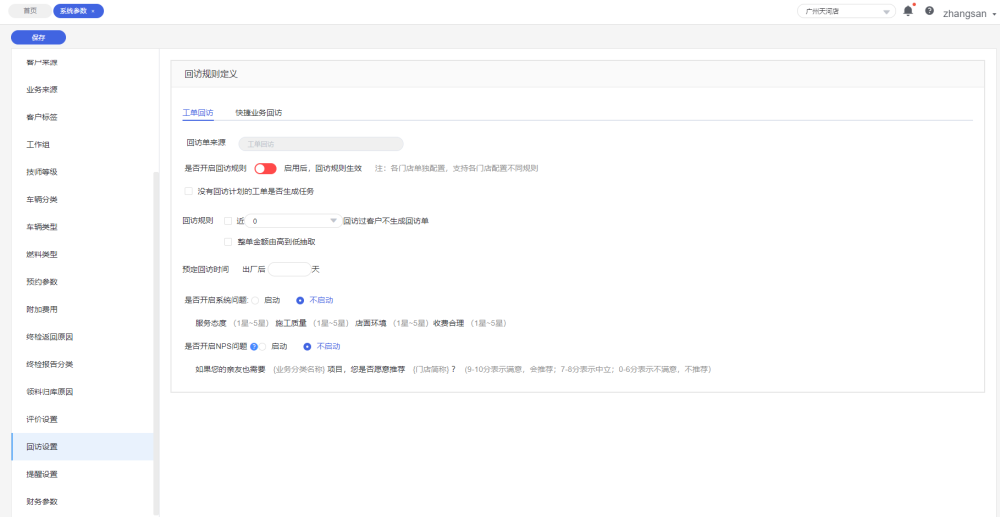 首页 系统参数 × 广州天河店 zhangsan
保存
客户来源
业务来源
客户标签
工作组
技师等级
车辆分类
车辆类型
燃料类型
预约参数
附加费用
终检返回原因
终检报告分类
领料归库原因
评价设置
回访设置
提醒设置
财务参数
回访规则定义
工单回访 快捷业务回访
回访单来源 工单回访
是否开启回访规则 启用后，回访规则生效 注：各门店单独配置，支持各门店配置不同规则
没有回访计划的工单是否生成任务
回访规则 近 0 回访过客户不生成回访单
整单金额由高到低抽取
预定回访时间 出厂后 天
是否开启系统问题: 启动 不启动
服务态度 （1星~5星） 施工质量 （1星~5星） 店面环境 （1星~5星） 收费合理 （1星~5星）
是否开启NPS问题 ? 启动 不启动
如果您的亲友也需要 (业务分类名称) 项目，您是否愿意推荐 (门店简称) ？ （9-10分表示满意，会推荐；7-8分表示中立；0-6分表示不满意，不推荐）